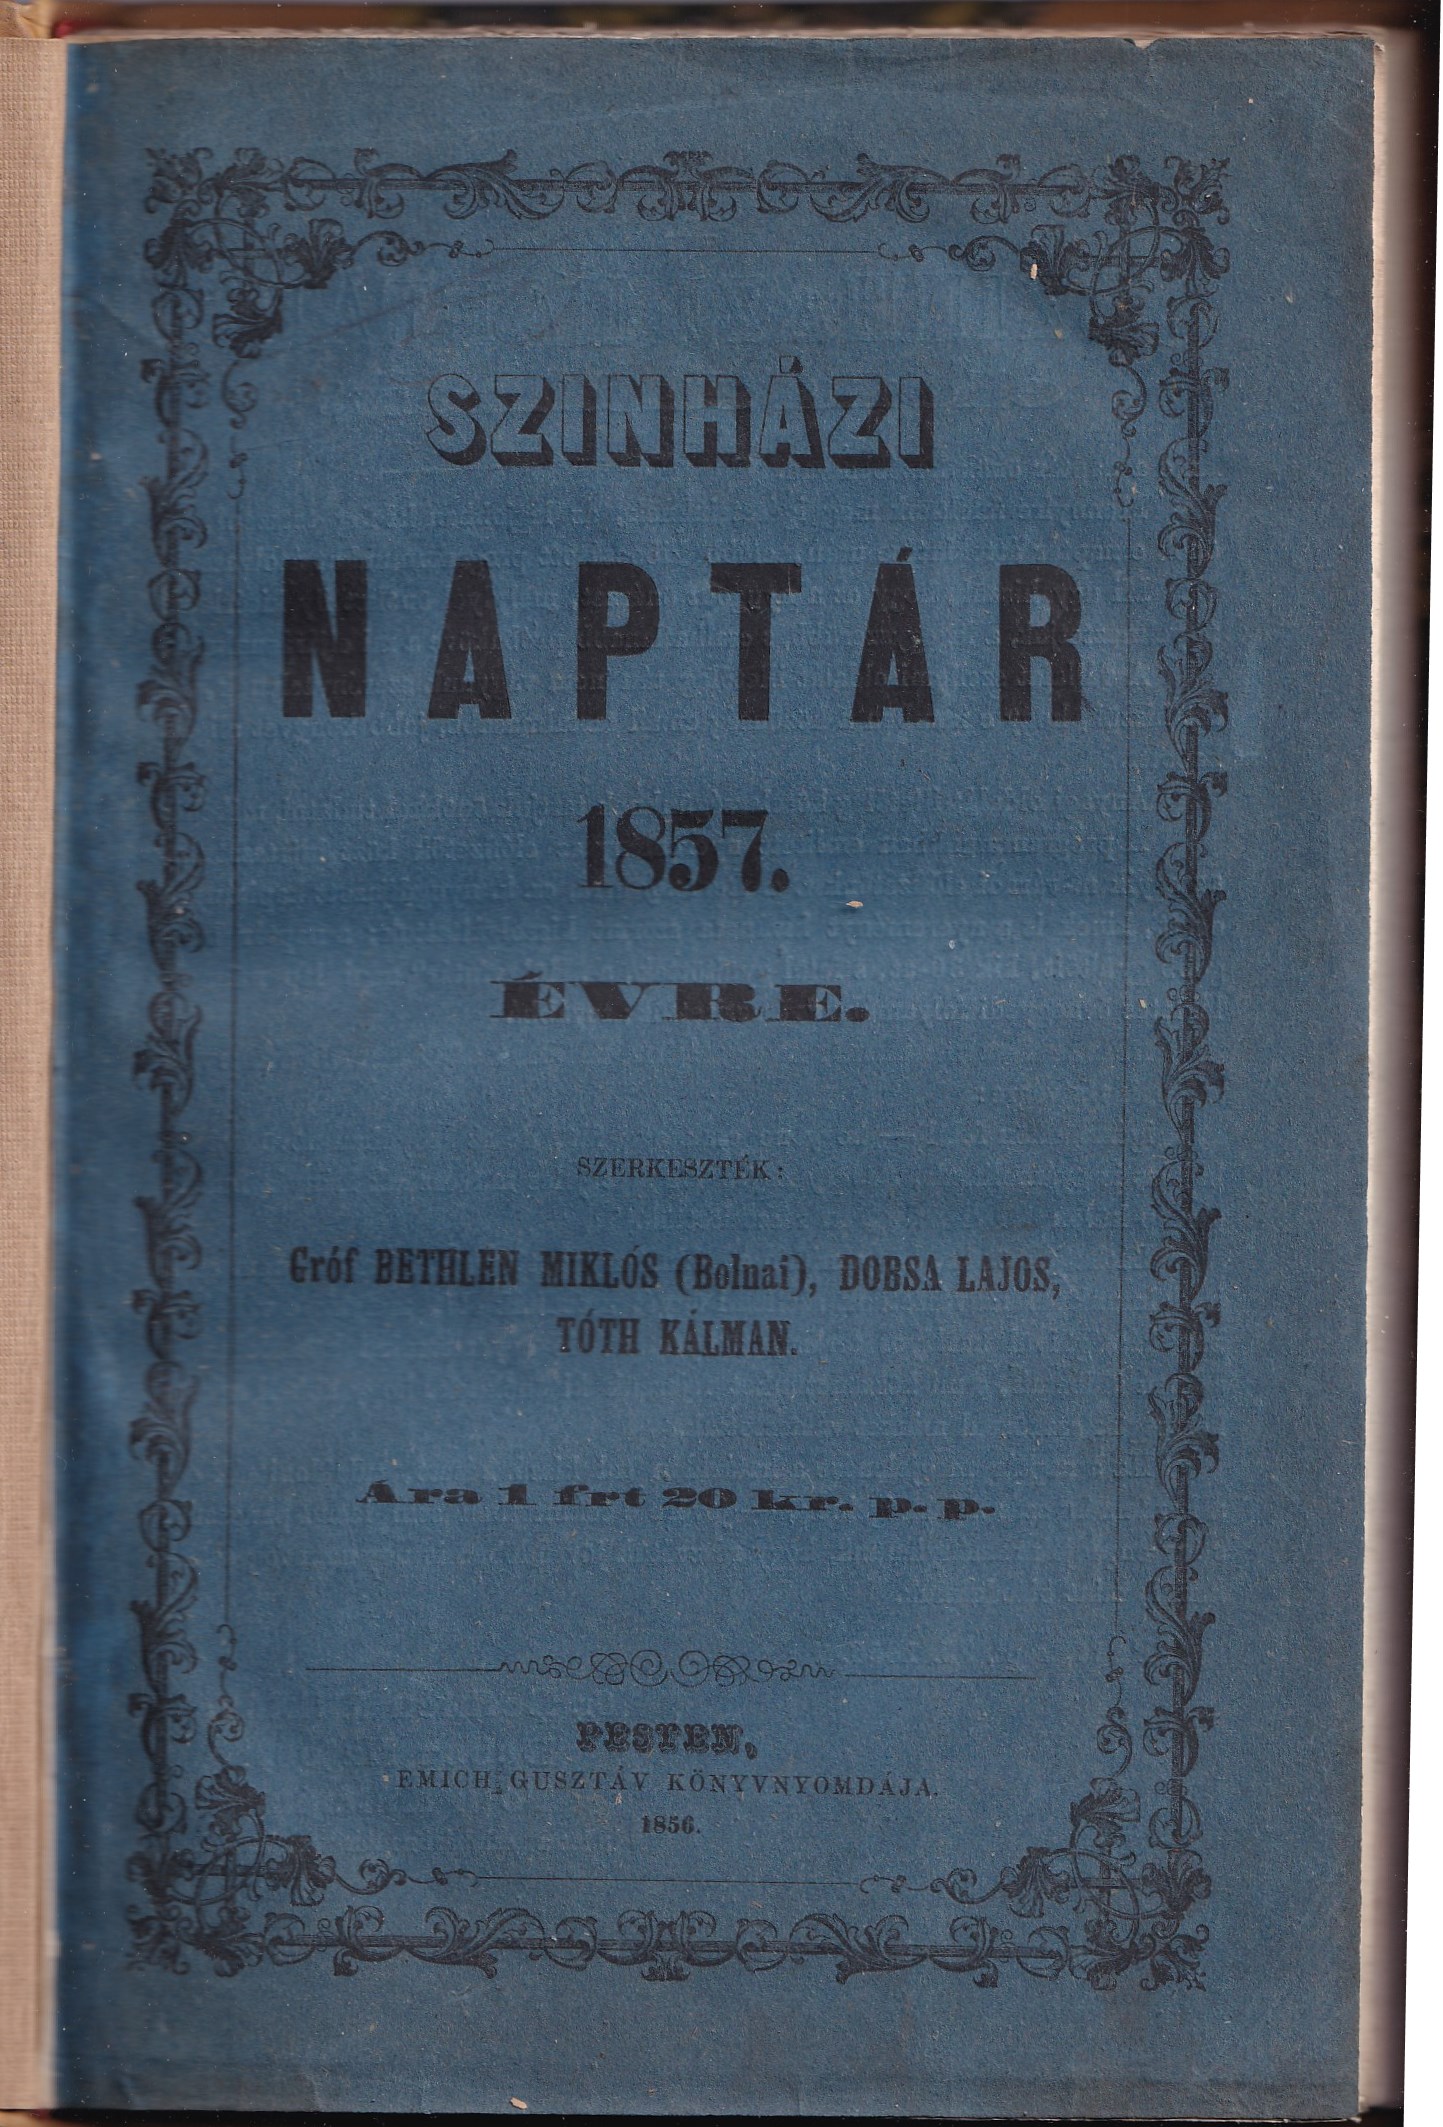 SZINHÁZI
NAPTÁR
1857.
ÉVRE.
SZERKESZTÉK:
Gróf BETHLEN MIKLÓS (Bolnai), DOBSA LAJOS,
TÓTH KÁLMAN.
Ára 1 frt 20 kr. p. p.
PESTEN,
EMICH GUSZTÁV KÖNYVNYOMDÁJA.
1856.